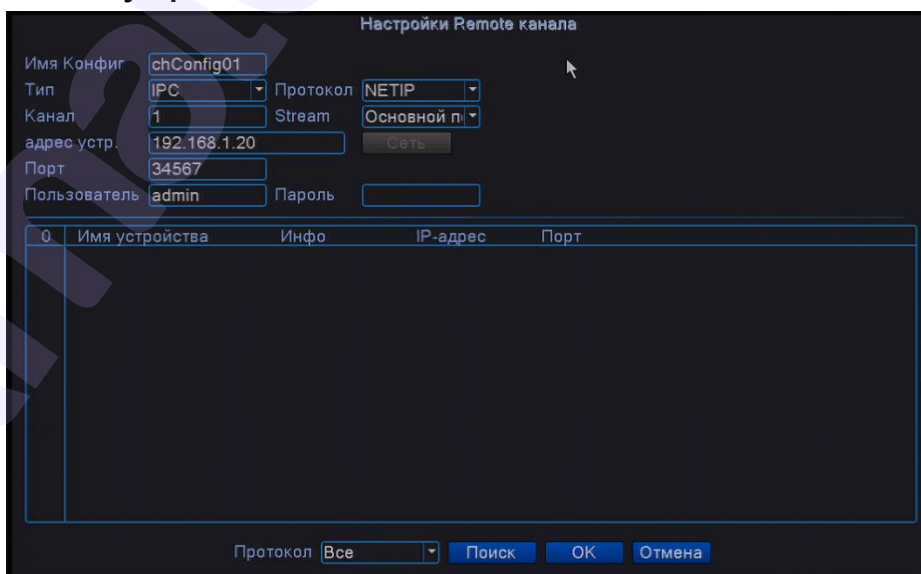 Настройки Remote канала
Имя Конфиг chConfig01
Тип IPC Протокол NETIP
Канал 1 Stream Основной п
адрес устр. 192.168.1.20 Сеть
Порт 34567
Пользователь admin Пароль
0 Имя устройства Инфо IP-адрес Порт
Протокол Все Поиск OK Отмена